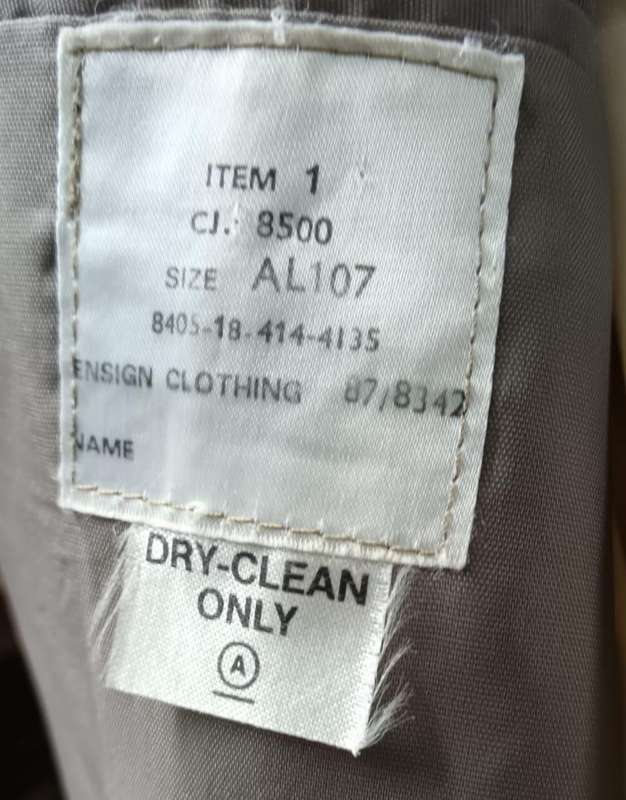 ITEM 1
CJ.: 8500
SIZE AL107
8405-18-414-4135
ENSIGN CLOTHING 87/8342
NAME
DRY-CLEAN
ONLY
A